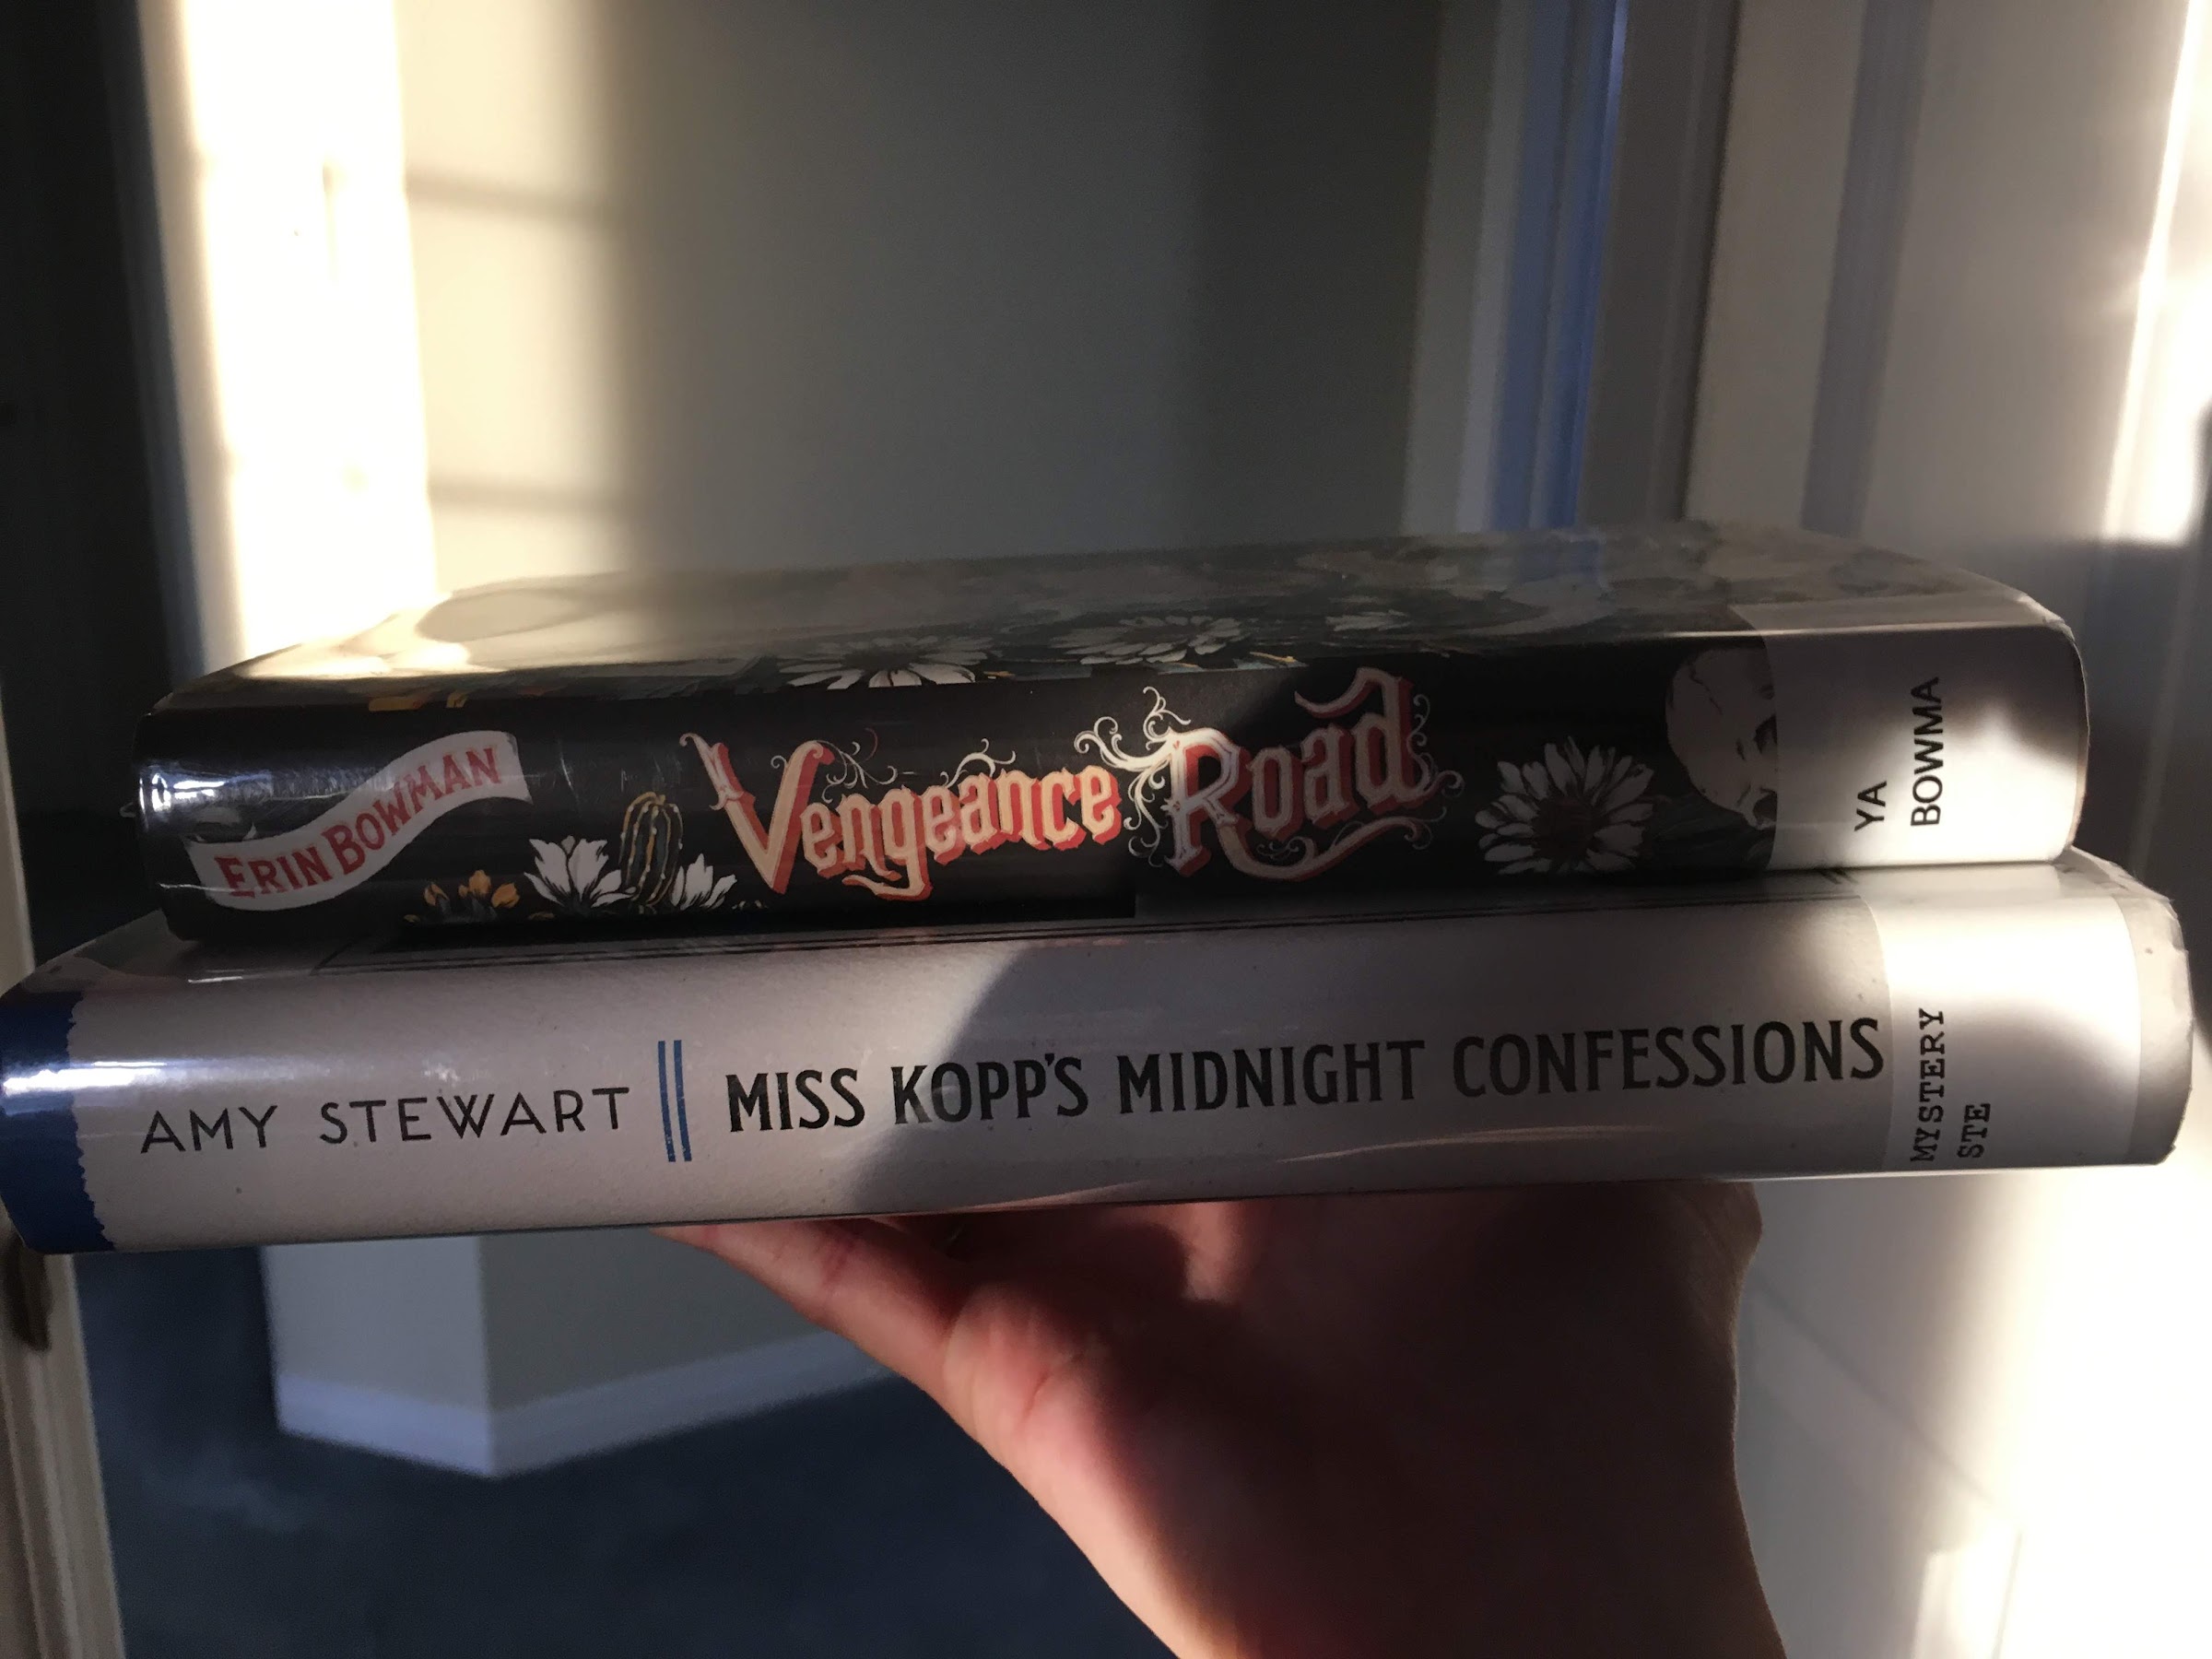 ERIN BOWMAN
Vengeance Road
YA
BOWMA
AMY STEWART || MISS KOPP'S MIDNIGHT CONFESSIONS
MYSTERY
STE